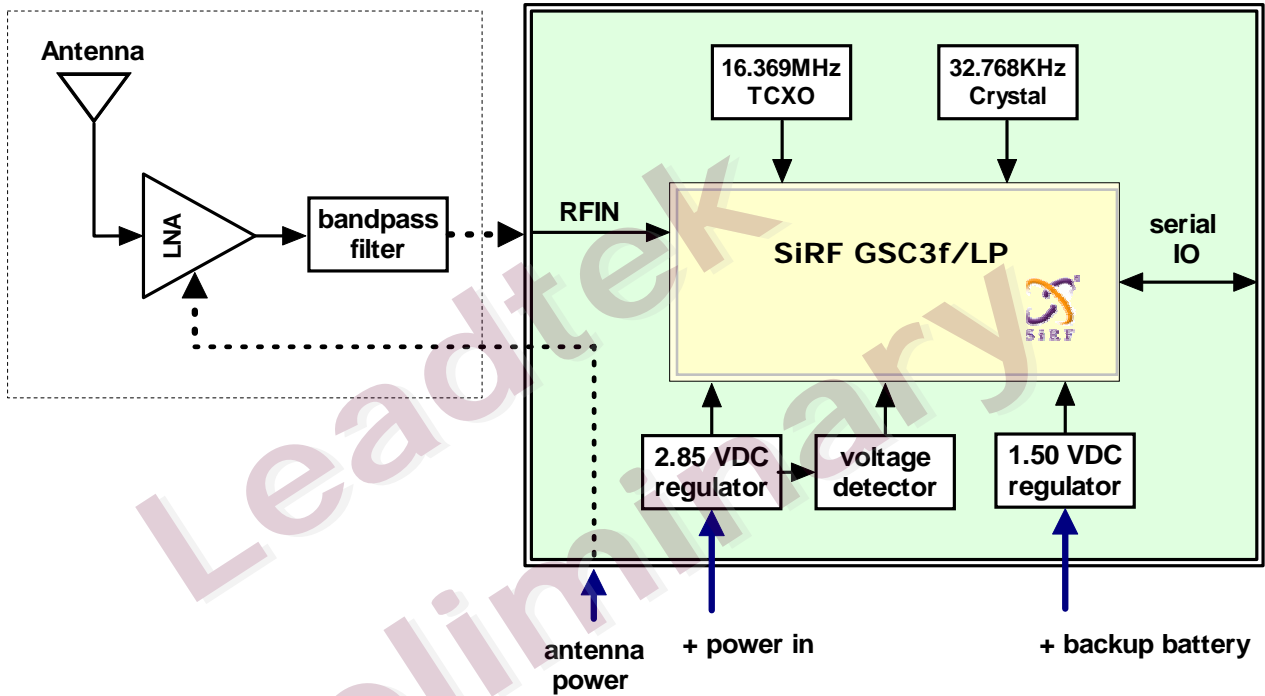 Antenna
LNA
bandpass
filter
RFIN
16.369MHz
TCXO
32.768KHz
Crystal
SiRF GSC3f/LP
SiRF
serial
IO
2.85 VDC
regulator
voltage
detector
1.50 VDC
regulator
antenna
power
+ power in
+ backup battery
Leadtek
eliminary